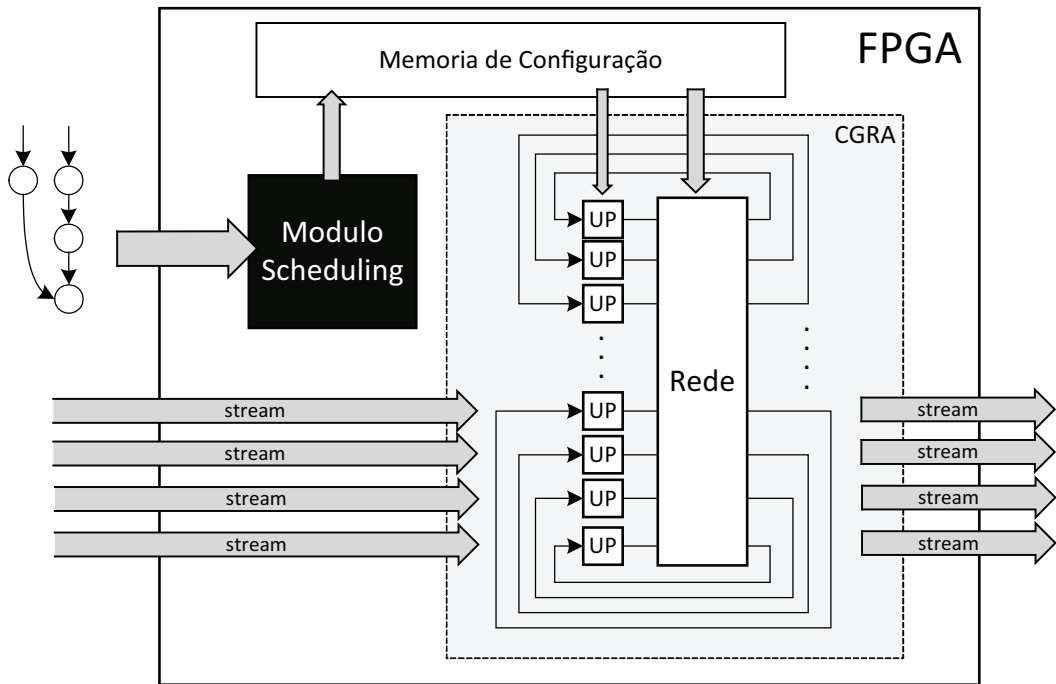 FPGA
Memoria de Configuração
CGRA
Modulo
Scheduling
UP
UP
UP
Rede
UP
UP
UP
UP
stream
stream
stream
stream
stream
stream
stream
stream